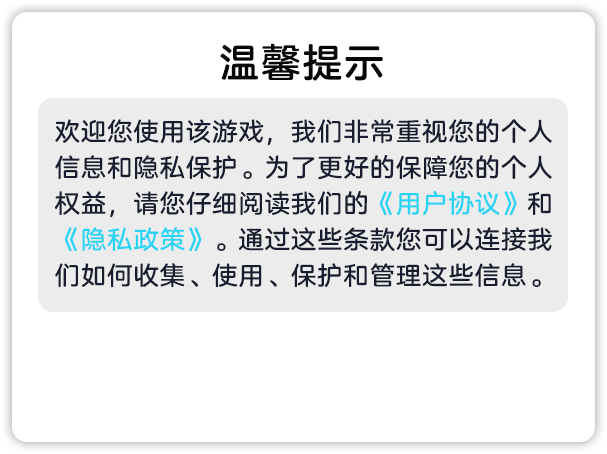 温馨提示
欢迎您使用该游戏，我们非常重视您的个人
信息和隐私保护。为了更好的保障您的个人
权益，请您仔细阅读我们的《用户协议》和
《隐私政策》。通过这些条款您可以连接我
们如何收集、使用、保护和管理这些信息。